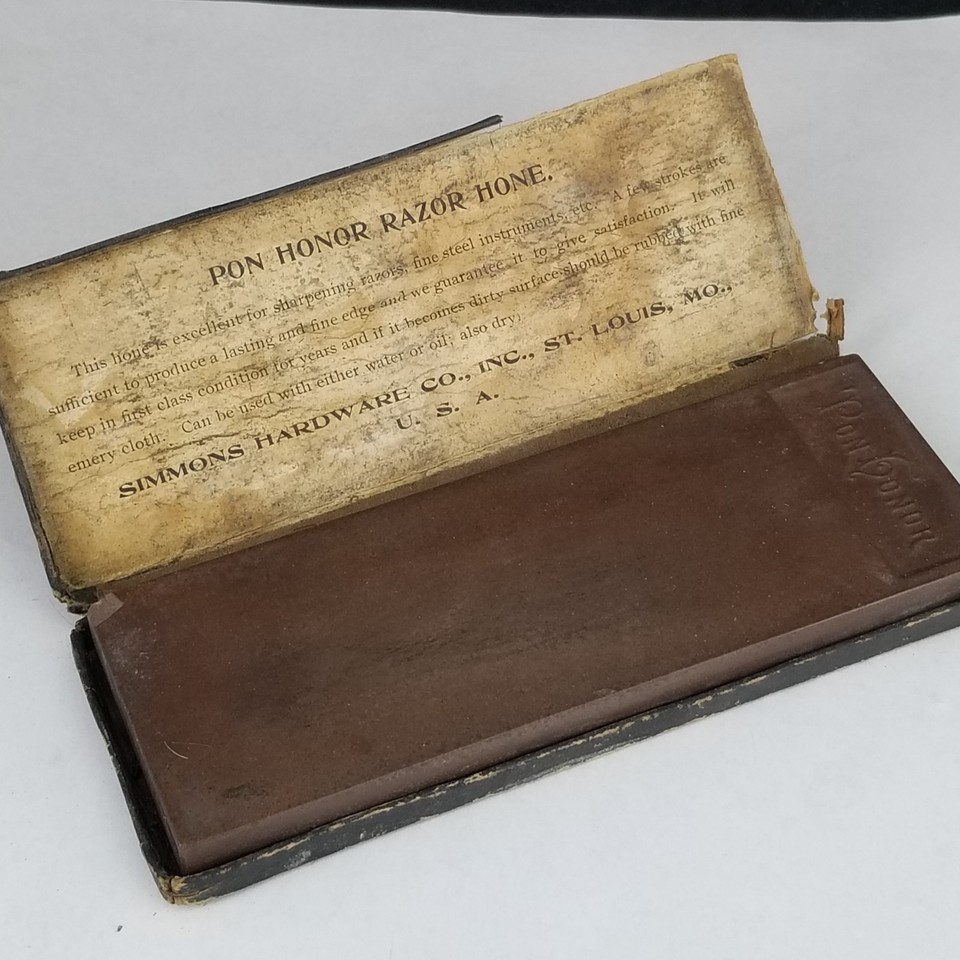 PON HONOR RAZOR HONE.
This hone is excellent for sharpening razors, fine steel instruments, etc. A few strokes are
sufficient to produce a lasting and fine edge and we guarantee it to give satisfaction. It will
keep in first class condition for years and if it becomes dirty surface should be rubbed with fine
emery cloth. Can be used with either water or oil; also dry.
SIMMONS HARDWARE CO., INC., ST. LOUIS, MO.,
U. S. A.
'PON HONOR